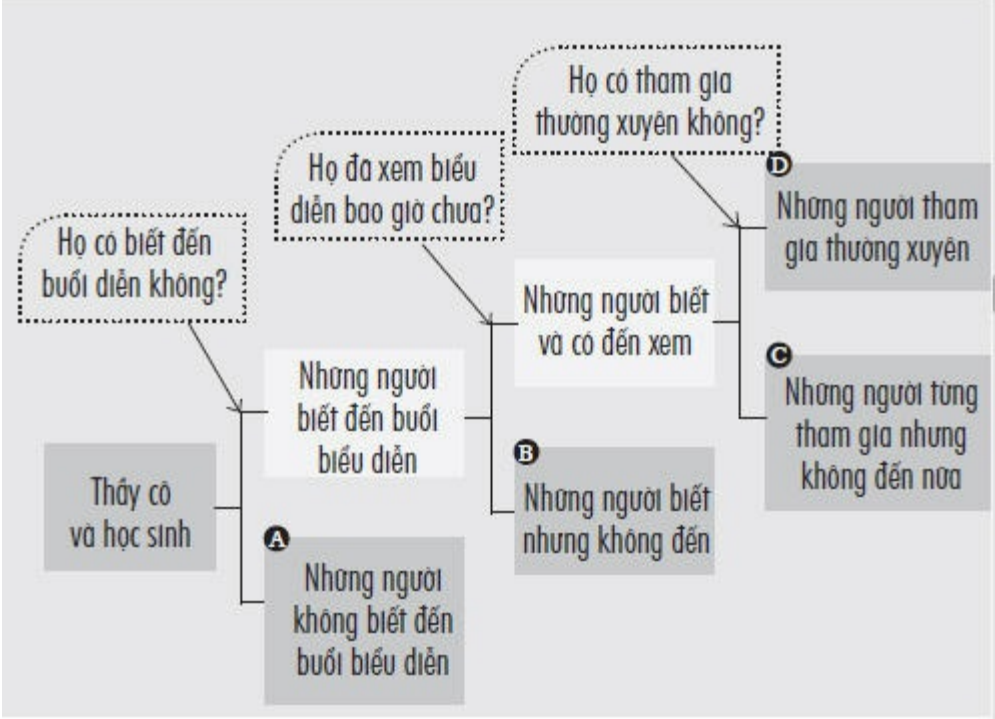 Họ có tham gia
thường xuyên không?
Họ đã xem biểu
diễn bao giờ chưa?
D
Những người tham
gia thường xuyên
Họ có biết đến
buổi diễn không?
Những người biết
và có đến xem
C
Những người từng
tham gia nhưng
không đến nữa
Những người
biết đến buổi
biểu diễn
B
Những người biết
nhưng không đến
Thầy cô
và học sinh
A
Những người
không biết đến
buổi biểu diễn